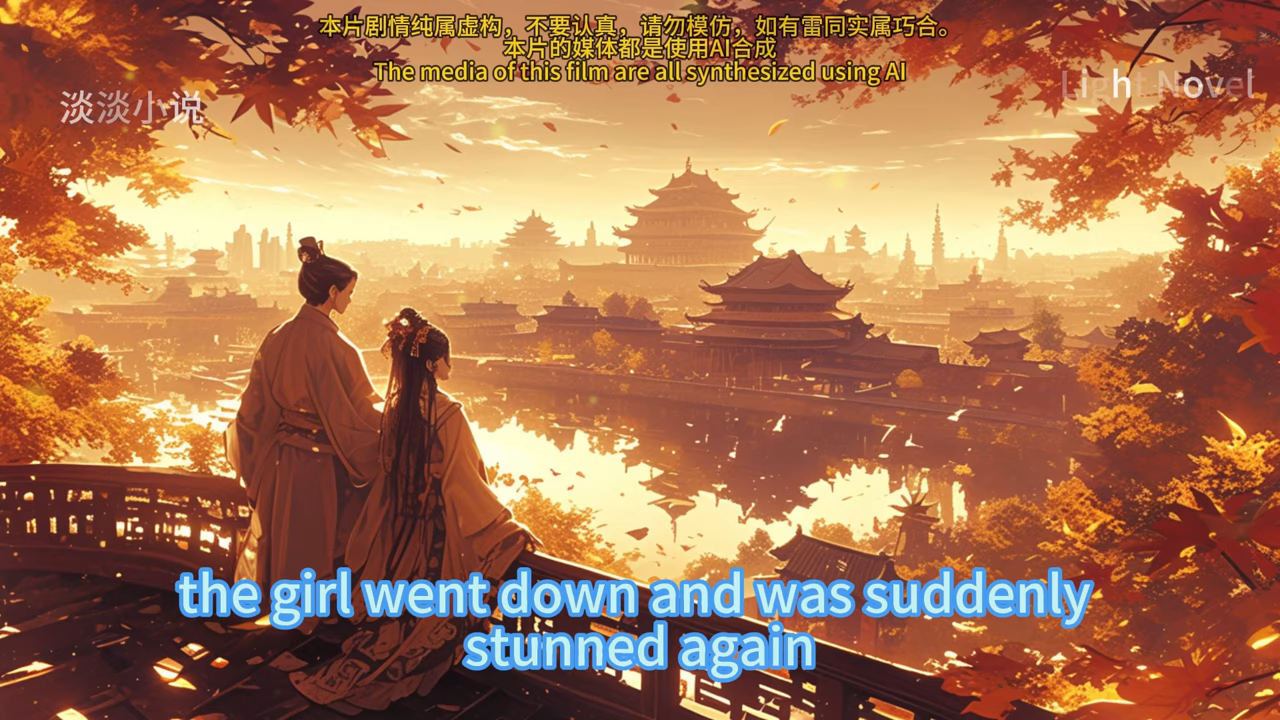 本片剧情纯属虚构，不要认真，请勿模仿，如有雷同实属巧合。
本片的媒体都是使用AI合成
The media of this film are all synthesized using AI
淡淡小说
Light Novel
the girl went down and was suddenly
stunned again